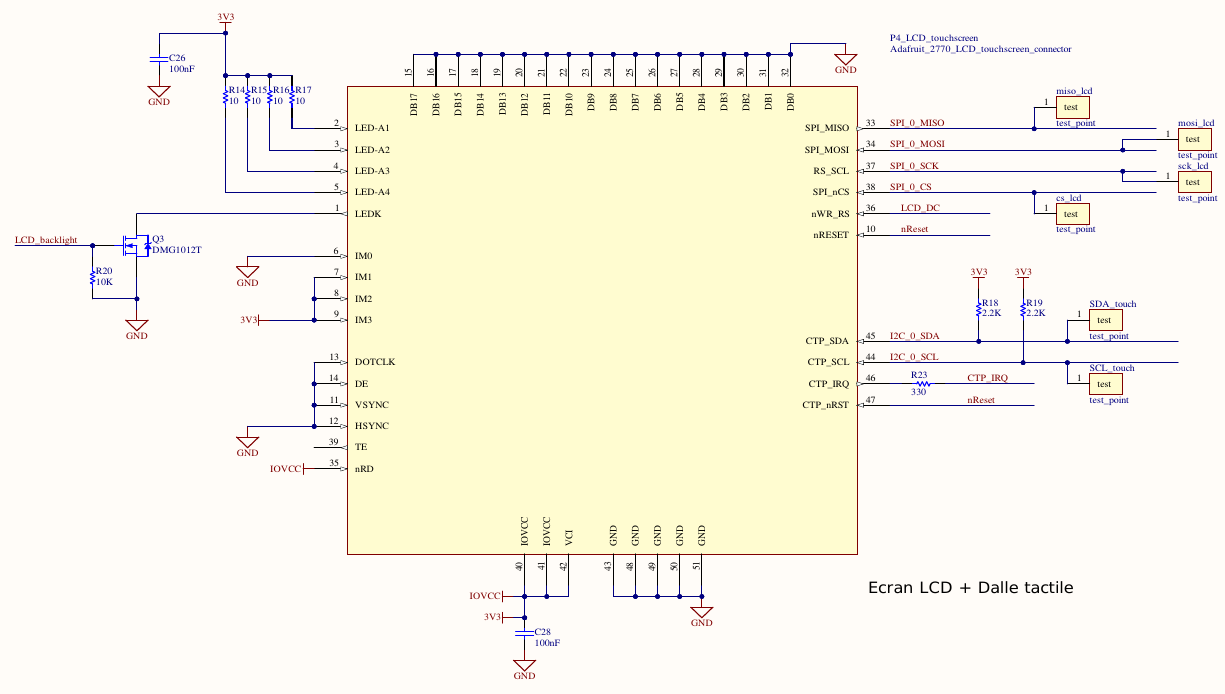 3V3
C26
100nF
GND
R14
10
R15
10
R16
10
R17
10
P4_LCD_touchscreen
Adafruit_2770_LCD_touchscreen_connector
GND
15
16
17
18
19
20
21
22
23
24
25
26
27
28
29
30
31
32
DB17
DB16
DB15
DB14
DB13
DB12
DB11
DB10
DB9
DB8
DB7
DB6
DB5
DB4
DB3
DB2
DB1
DB0
2 LED-A1
3 LED-A2
4 LED-A3
5 LED-A4
1 LEDK
LCD_backlight
Q3
DMG1012T
R20
10K
GND
6 IM0
GND
7 IM1
8 IM2
3V3 9 IM3
13 DOTCLK
14 DE
11 VSYNC
12 HSYNC
GND
39 TE
IOVCC 35 nRD
SPI_MISO 33 SPI_0_MISO
SPI_MOSI 34 SPI_0_MOSI
RS_SCL 37 SPI_0_SCK
SPI_nCS 38 SPI_0_CS
nWR_RS 36 LCD_DC
nRESET 10 nReset
miso_lcd
1 test
test_point
mosi_lcd
1 test
test_point
sck_lcd
1 test
test_point
cs_lcd
1 test
test_point
3V3
3V3
R18
2.2K
R19
2.2K
CTP_SDA 45 I2C_0_SDA
CTP_SCL 44 I2C_0_SCL
CTP_IRQ 46 R23 330 CTP_IRQ
CTP_nRST 47 nReset
SDA_touch
1 test
test_point
SCL_touch
1 test
test_point
IOVCC
IOVCC
VCI
GND
GND
GND
GND
GND
40
41
42
43
48
49
50
51
IOVCC
3V3
C28
100nF
GND
GND
Ecran LCD + Dalle tactile